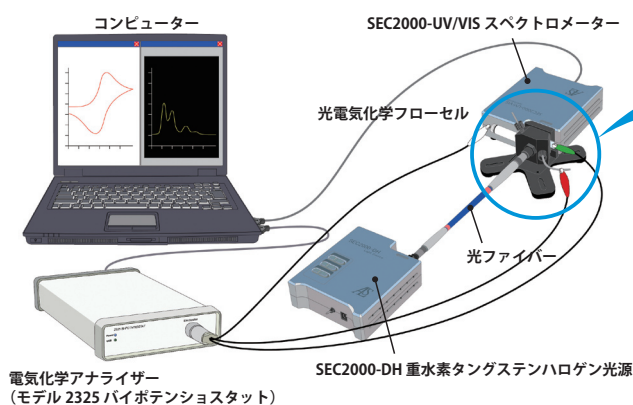 コンピューター
SEC2000-UV/VIS スペクトロメーター
光電気化学フローセル
光ファイバー
SEC2000-DH 重水素タングステンハロゲン光源
電気化学アナライザー
（モデル 2325 バイポテンショスタット）